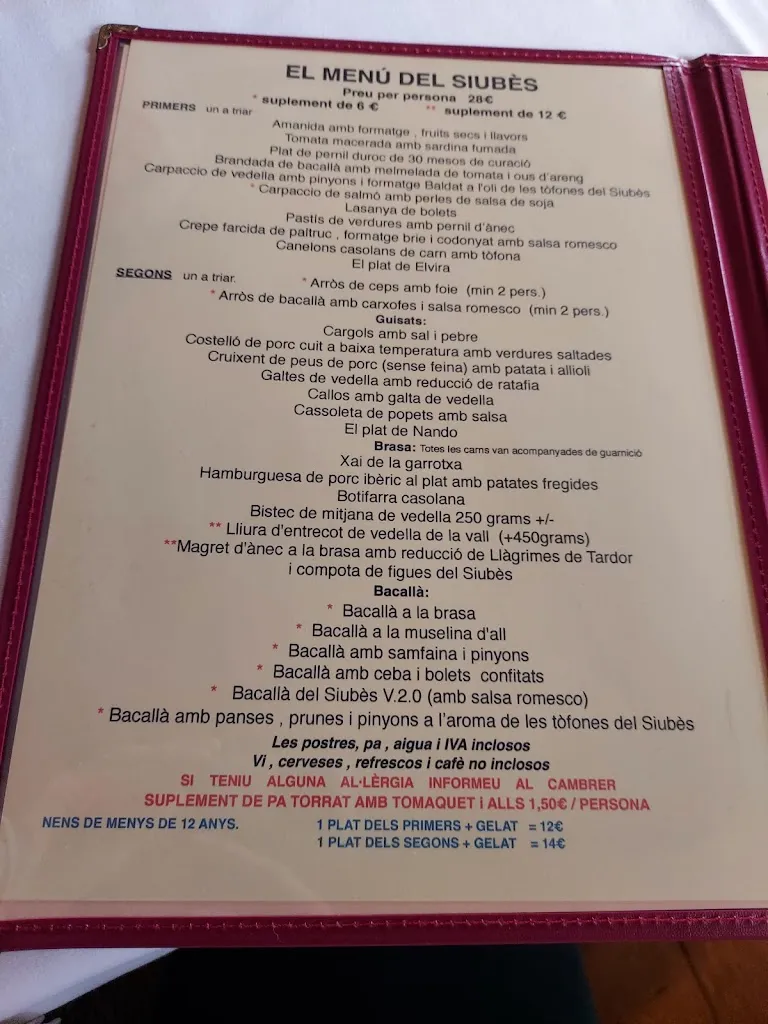 EL MENÚ DEL SIUBÈS
Preu per persona 28€
* suplement de 6 € ** suplement de 12 €
PRIMERS un a triar
Amanida amb formatge , fruits secs i llavors
Tomata macerada amb sardina fumada
Plat de pernil duroc de 30 mesos de curació
Brandada de bacallà amb melmelada de tomata i ous d'areng
Carpaccio de vedella amb pinyons i formatge Baldat a l'oli de les tòfones del Siubès
* Carpaccio de salmó amb perles de salsa de soja
Lasanya de bolets
Pastis de verdures amb pernil d'ànec
Crepe farcida de paltruc , formatge brie i codonyat amb salsa romesco
Canelons casolans de carn amb tòfona
El plat de Elvira
SEGONS un a triar. * Arròs de ceps amb foie (min 2 pers.)
* Arròs de bacallà amb carxofes i salsa romesco (min 2 pers.)
Guisats:
Cargols amb sal i pebre
Costelló de porc cuit a baixa temperatura amb verdures saltades
Cruixent de peus de porc (sense feina) amb patata i allioli
Galtes de vedella amb reducció de ratafia
Callos amb galta de vedella
Cassoleta de popets amb salsa
El plat de Nando
Brasa: Totes les carns van acompanyades de guarnició
Xai de la garrotxa
Hamburguesa de porc ibèric al plat amb patates fregides
Botifarra casolana
Bistec de mitjana de vedella 250 grams +/-
** Lliura d'entrecot de vedella de la vall (+450grams)
**Magret d'ànec a la brasa amb reducció de Llàgrimes de Tardor
i compota de figues del Siubès
Bacallà:
* Bacallà a la brasa
* Bacallà a la muselina d'all
* Bacallà amb samfaina i pinyons
* Bacallà amb ceba i bolets confitats
* Bacallà del Siubès V.2.0 (amb salsa romesco)
* Bacallà amb panses , prunes i pinyons a l'aroma de les tòfones del Siubès
Les postres, pa , aigua i IVA inclosos
Vi , cerveses , refrescos i cafè no inclosos
SI TENIU ALGUNA AL·LÈRGIA INFORMEU AL CAMBRER
SUPLEMENT DE PA TORRAT AMB TOMAQUET i ALLS 1,50€ / PERSONA
NENS DE MENYS DE 12 ANYS. 1 PLAT DELS PRIMERS + GELAT = 12€
1 PLAT DELS SEGONS + GELAT = 14€